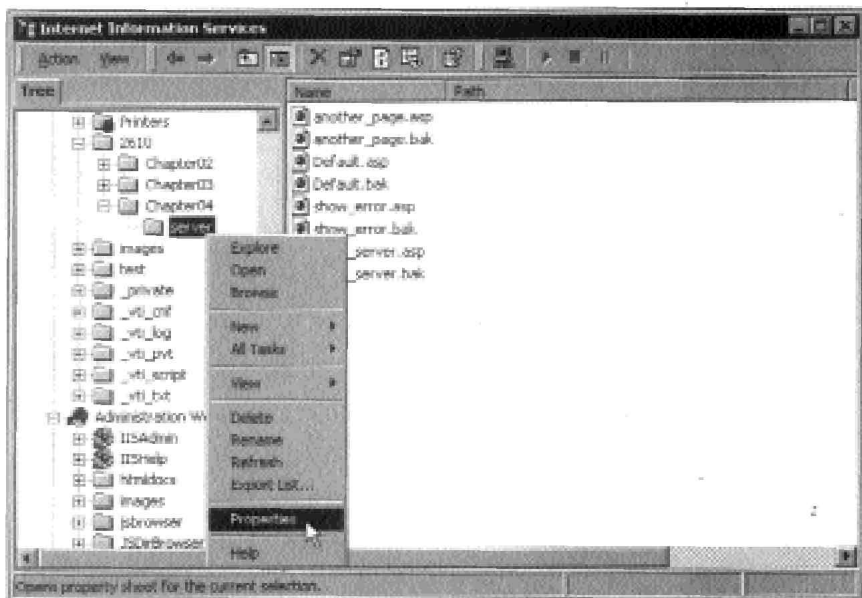 Internet Information Services
Action View
Tree
Name Path
Printers
2610
Chapter02
Chapter03
Chapter04
server
images
test
_private
_vti_cnf
_vti_log
_vti_pvt
_vti_script
_vti_txt
Administration W
IISAdmin
IISHelp
htmldocs
images
jsbrowser
JSDirBrowser
another_page.asp
another_page.bak
Default.asp
Default.bak
show_error.asp
show_error.bak
_server.asp
_server.bak
Explore
Open
Browse
New
All Tasks
View
Delete
Rename
Refresh
Export List...
Properties
Help
Opens property sheet for the current selection.